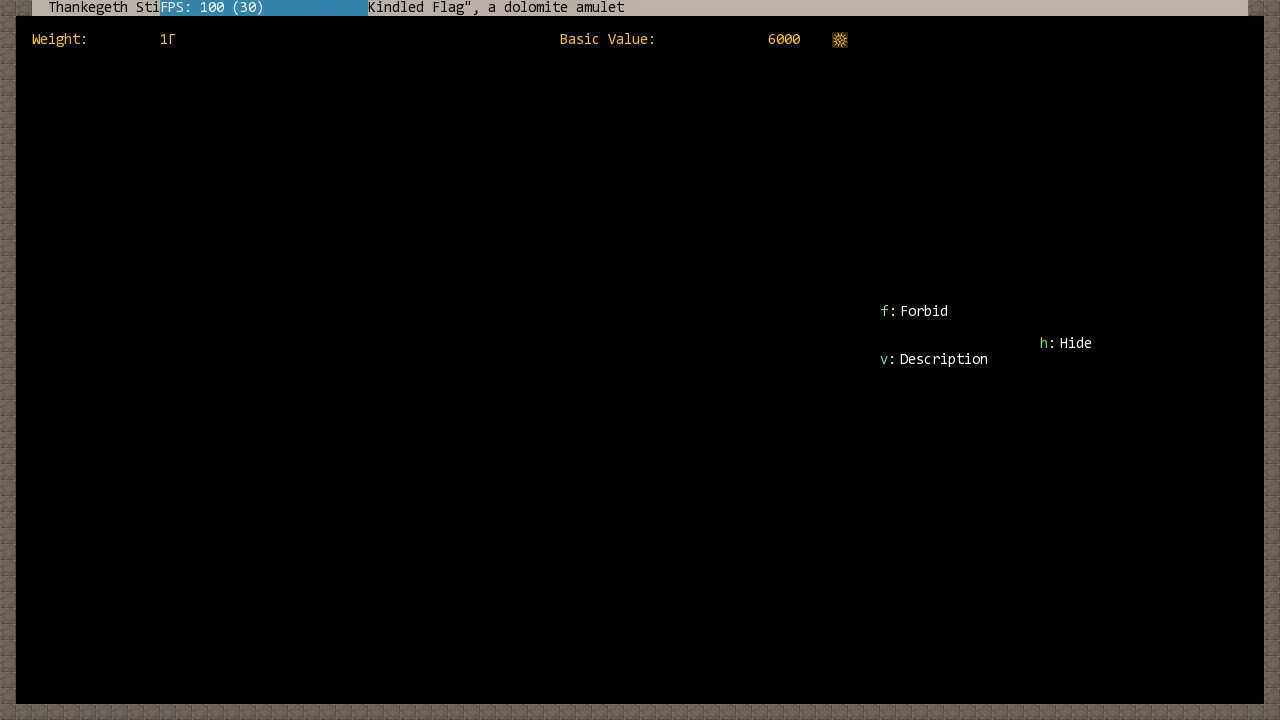 Thankegeth Sti FPS: 100 (30) Kindled Flag", a dolomite amulet
Weight: 1Γ Basic Value: 6000 ☼
f: Forbid
h: Hide
v: Description